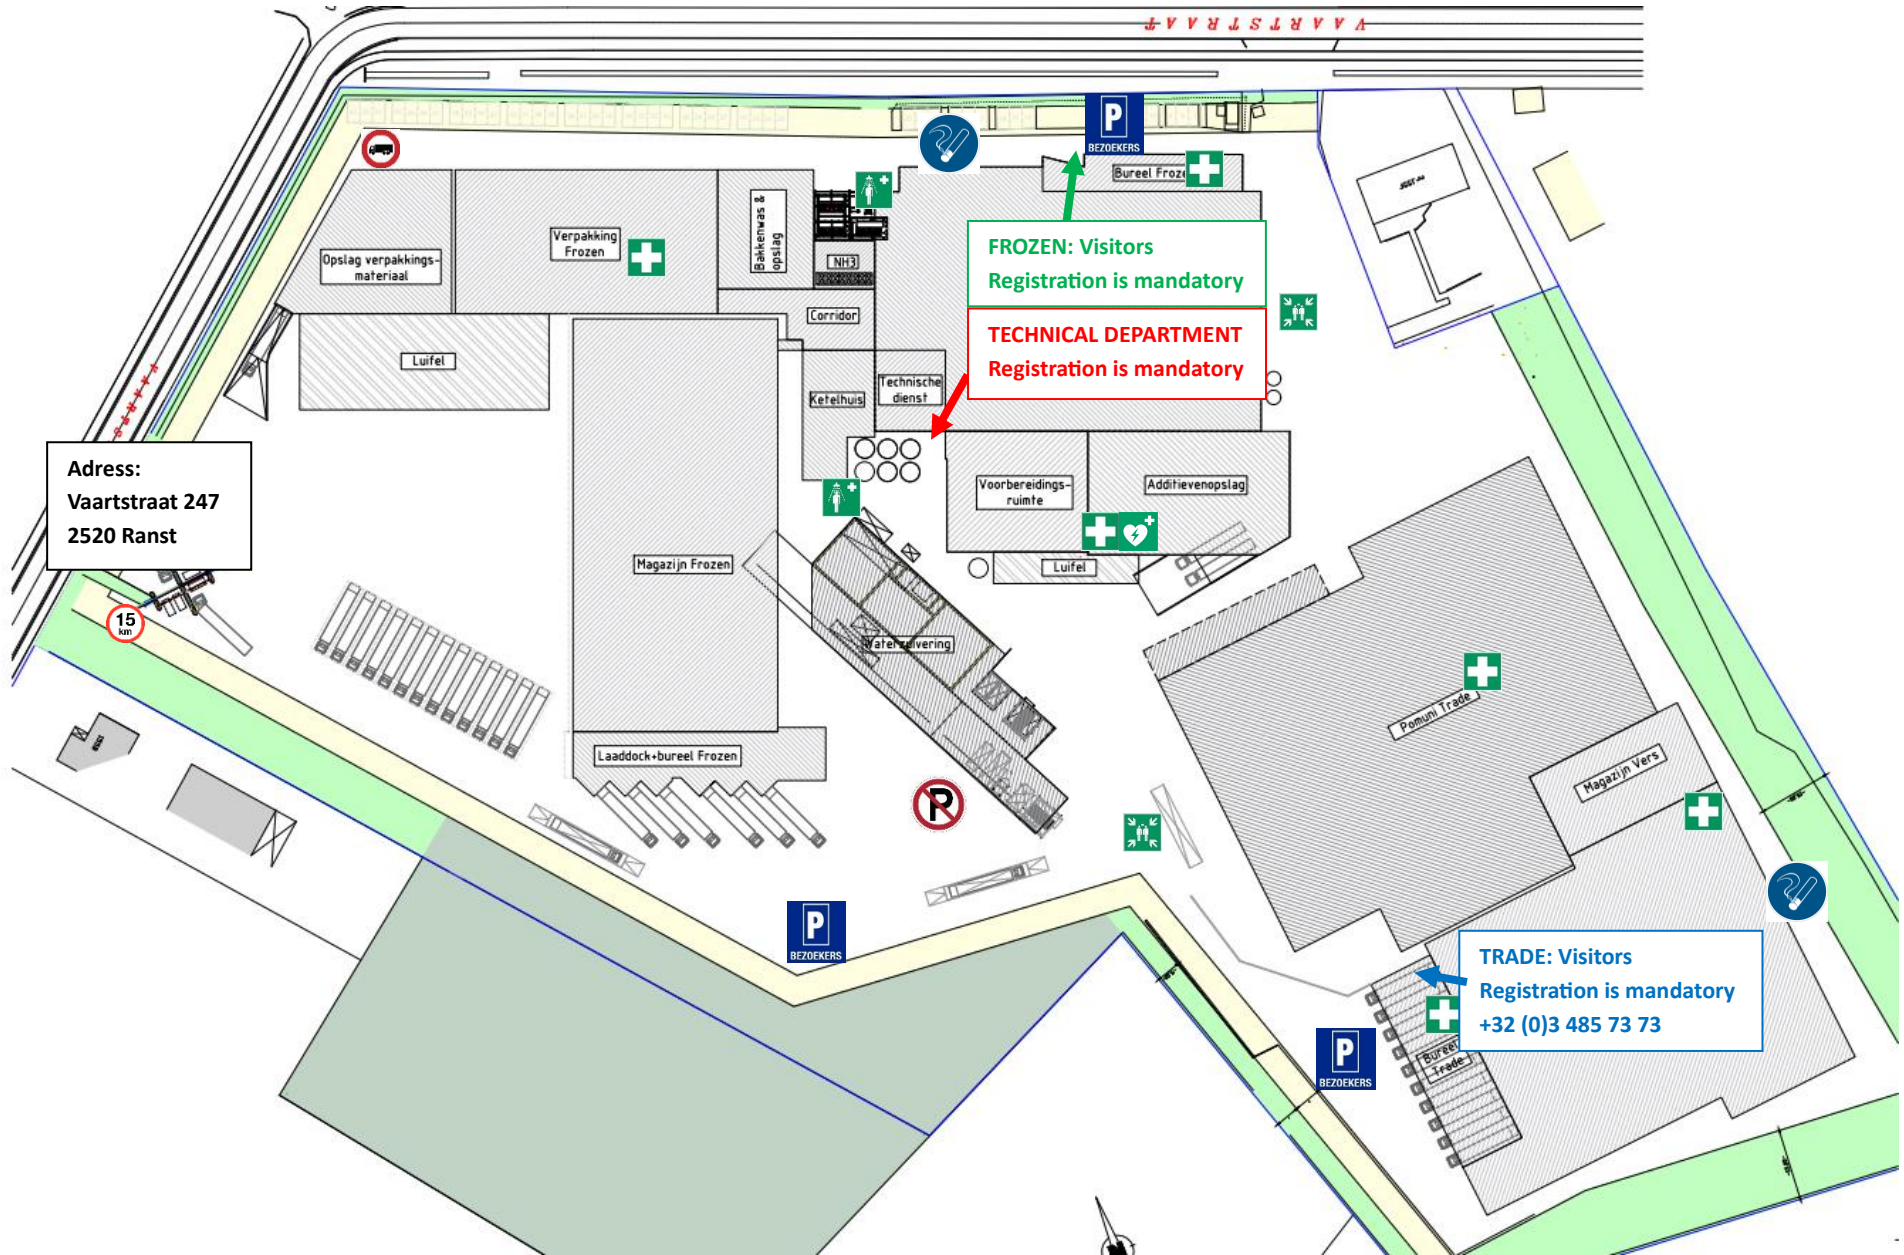 VAARTSTRAAT
P
BEZOEKERS
Bureel Froze
Verpakking
Frozen
Opslag verpakkings-
materiaal
Bakkenwas &
opslag
NH3
Corridor
Luifel
FROZEN: Visitors
Registration is mandatory
TECHNICAL DEPARTMENT
Registration is mandatory
Technische
dienst
Ketelhuis
VAARTS
Adress:
Vaartstraat 247
2520 Ranst
15
km
Voorbereidings-
ruimte
Additievenopslag
Luifel
Magazijn Frozen
Waterzuivering
Pomuni Trade
Magazijn Vers
Laaddock+bureel Frozen
P
P
BEZOEKERS
TRADE: Visitors
Registration is mandatory
+32 (0)3 485 73 73
Bureel
Trade
P
BEZOEKERS